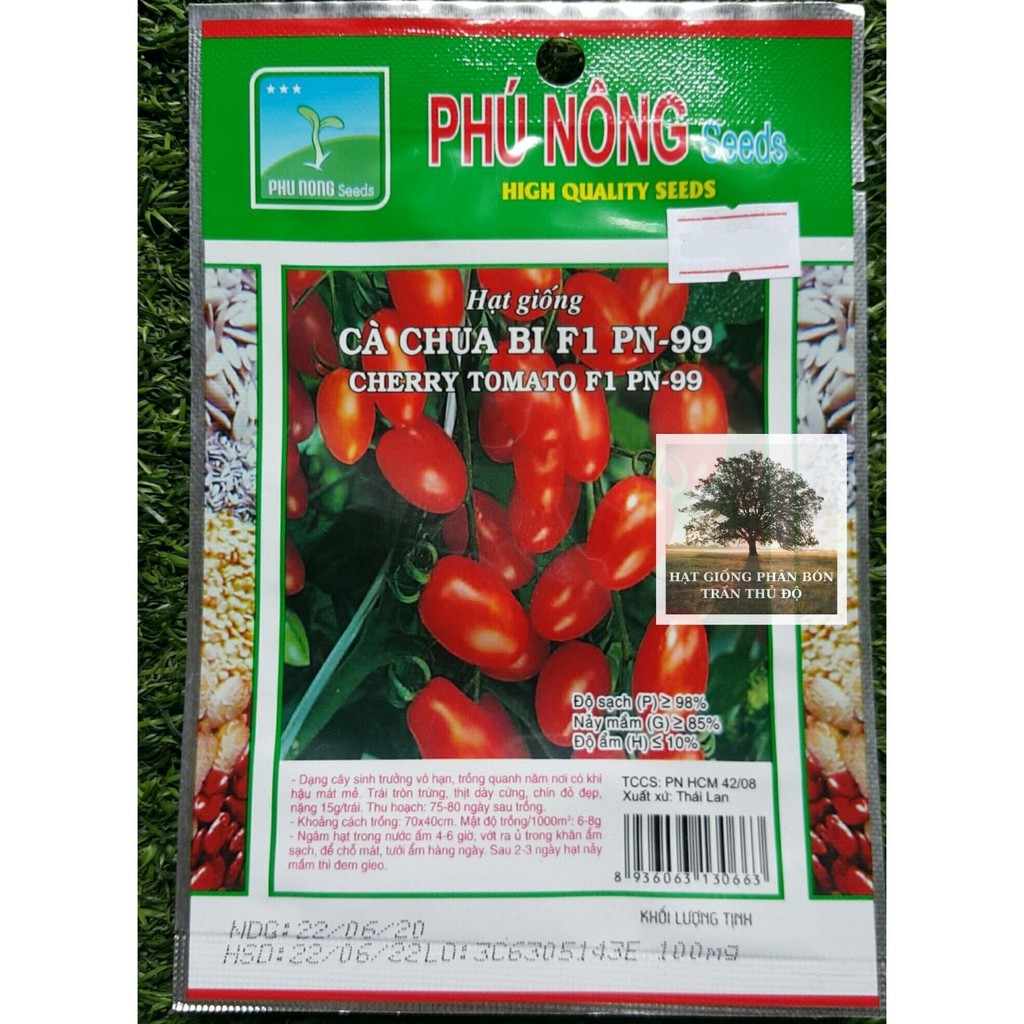 PHU NONG Seeds
PHÚ NÔNG Seeds
HIGH QUALITY SEEDS
Hạt giống
CÀ CHUA BI F1 PN-99
CHERRY TOMATO F1 PN-99
HẠT GIỐNG PHÂN BÓN
TRẦN THỦ ĐỘ
Độ sạch (P) ≥ 98%
Nảy mầm (G) ≥ 85%
Độ ẩm (H) ≤ 10%
- Dạng cây sinh trưởng vô hạn, trồng quanh năm nơi có khí
hậu mát mẻ. Trái tròn trứng, thịt dày cứng, chín đỏ đẹp,
nặng 15g/trái. Thu hoạch: 75-80 ngày sau trồng.
- Khoảng cách trồng: 70x40cm. Mật độ trồng/1000m²: 6-8g
- Ngâm hạt trong nước ấm 4-6 giờ, vớt ra ủ trong khăn ẩm
sạch, để chỗ mát, tưới ẩm hàng ngày. Sau 2-3 ngày hạt nảy
mầm thì đem gieo.
TCCS: PN HCM 42/08
Xuất xứ: Thái Lan
8 936063 130663
KHỐI LƯỢNG TỊNH
NDG: 22/06/20
HSD: 22/06/22 LO: 3C6305143E 100mg